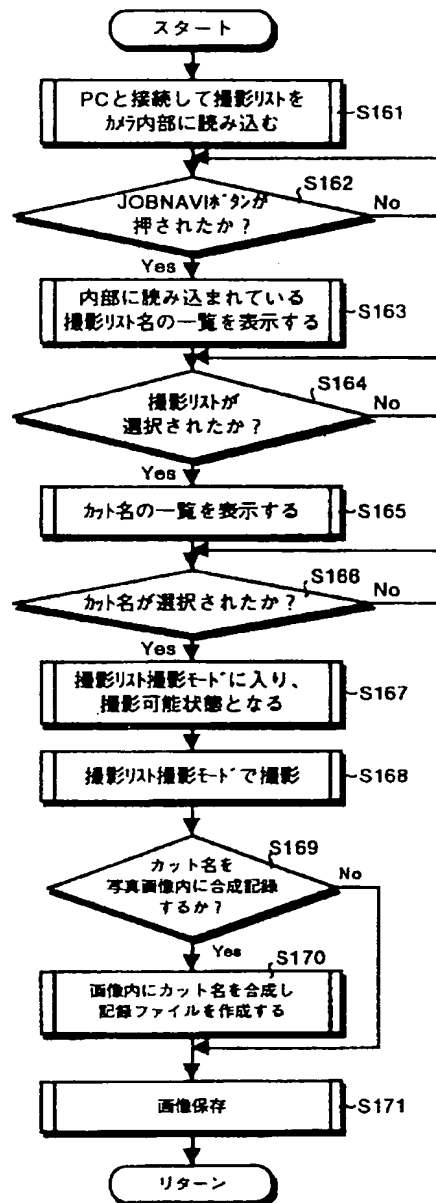 スタート
PCと接続して撮影リストを
カメラ内部に読み込む
S161
S162
JOBNAVIボタンが
押されたか？
No
Yes
内部に読み込まれている
撮影リスト名の一覧を表示する
S163
S164
撮影リストが
選択されたか？
No
Yes
カット名の一覧を表示する
S165
S166
カット名が選択されたか？
No
Yes
撮影リスト撮影モードに入り、
撮影可能状態となる
S167
撮影リスト撮影モードで撮影
S168
S169
カット名を
写真画像内に合成記録
するか？
No
Yes
S170
画像内にカット名を合成し
記録ファイルを作成する
画像保存
S171
リターン